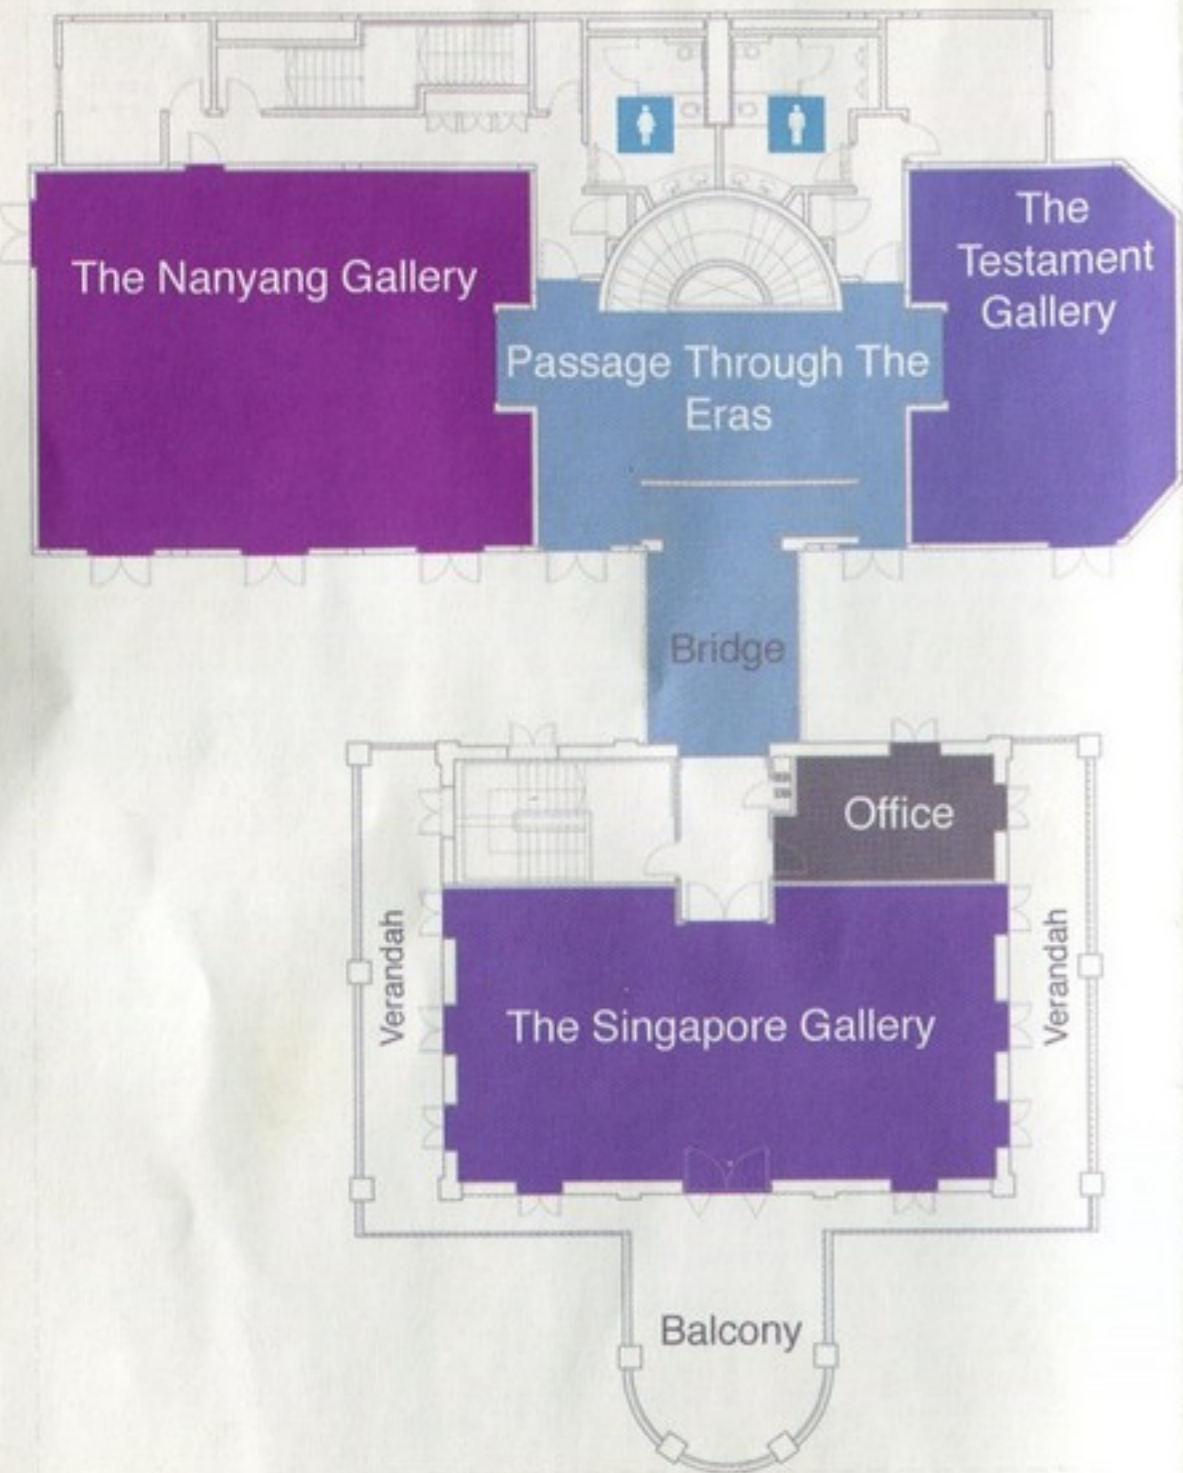 The Nanyang Gallery
The
Testament
Gallery
Passage Through The
Eras
Bridge
Office
Verandah
The Singapore Gallery
Verandah
Balcony